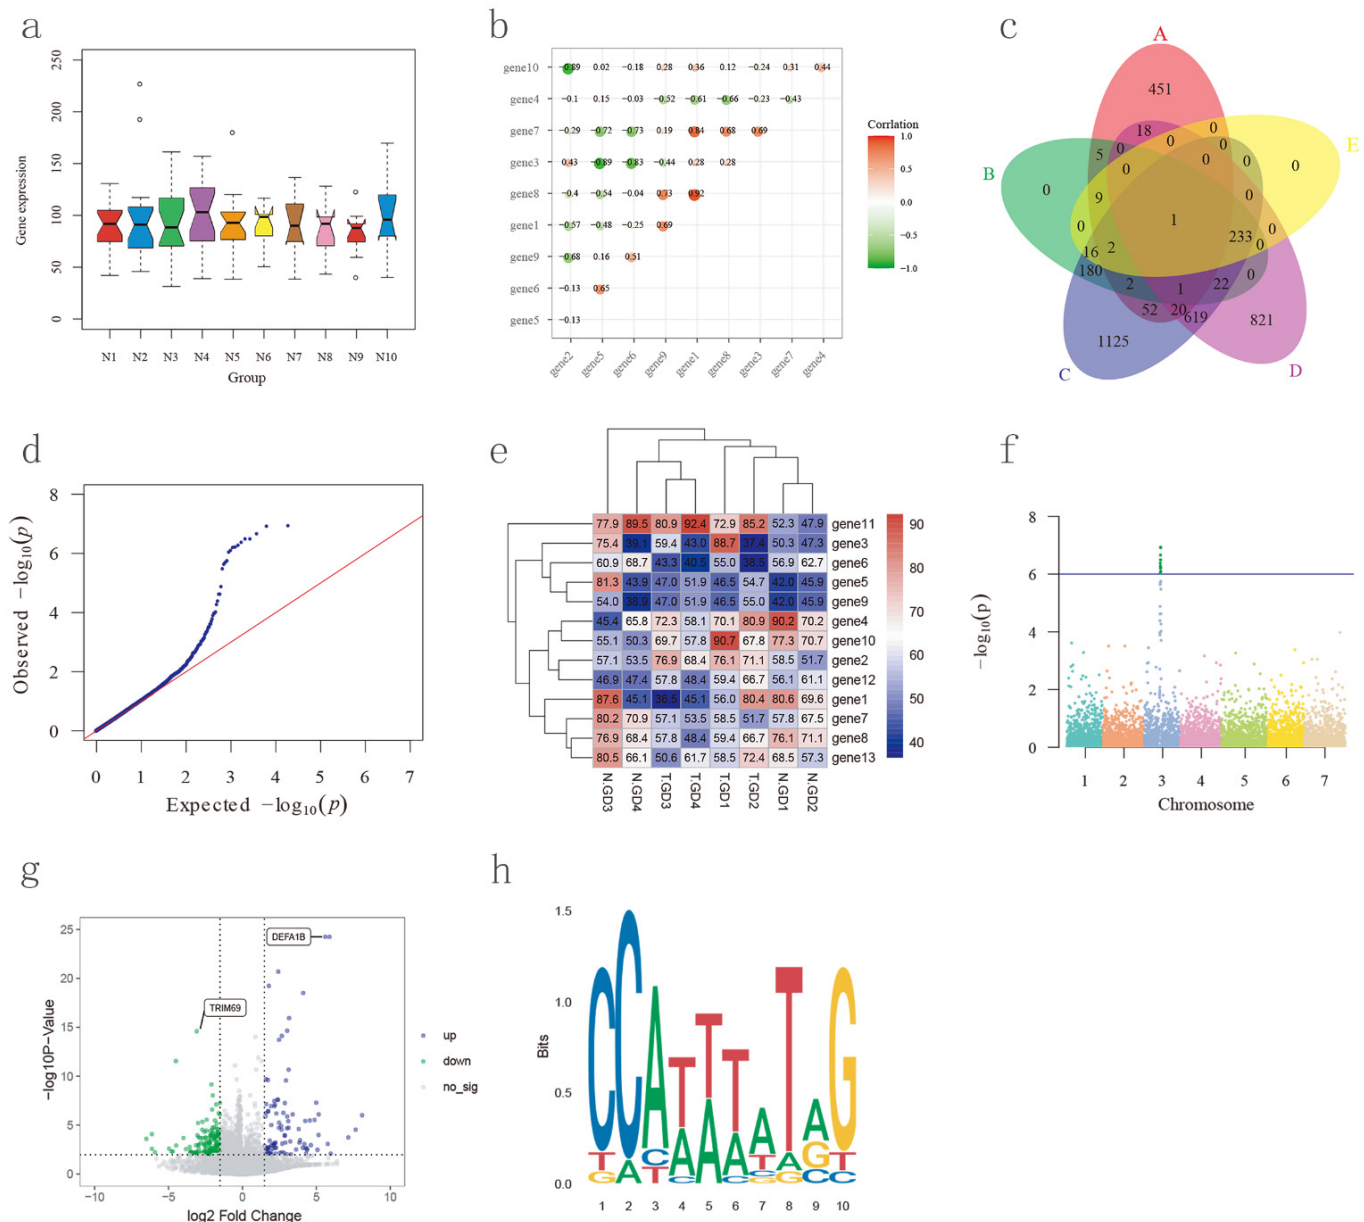 a
250
200
150
100
50
0
Gene expression
N1 N2 N3 N4 N5 N6 N7 N8 N9 N10
Group
b
gene10 −0.89 0.02 −0.18 0.28 0.36 0.12 −0.24 0.31 0.44
gene4 −0.1 0.15 −0.03 −0.52 −0.61 −0.66 −0.23 −0.43
gene7 −0.29 −0.72 −0.73 0.19 0.84 0.68 0.69
gene3 0.43 −0.89 −0.83 −0.44 0.28 0.28
gene8 −0.4 −0.54 −0.04 0.73 0.92
gene1 −0.57 −0.48 −0.25 0.69
gene9 −0.68 0.16 0.51
gene6 −0.13 0.65
gene5 −0.13
gene2 gene5 gene6 gene9 gene1 gene8 gene3 gene7 gene4
Corrlation
1.0
0.5
0.0
−0.5
−1.0
c
A
451
E
18 0
0 0 0
5 0 0 0
B 0
0 9 0
0 1 233 0 0
16 2
180 2 1 22 0
52 20 619
1125 821
C D
d
8
6
4
2
0
Observed −log10(p)
0 1 2 3 4 5 6 7
Expected −log10(p)
e
77.9 89.5 80.9 92.4 72.9 85.2 52.3 47.9 gene11
75.4 39.1 59.4 43.0 88.7 37.4 50.3 47.3 gene3
60.9 68.7 43.3 40.5 55.0 38.5 56.9 62.7 gene6
81.3 43.9 47.0 51.9 46.5 54.7 42.0 45.9 gene5
54.0 38.9 47.0 51.9 46.5 55.0 42.0 45.9 gene9
45.4 65.8 72.3 58.1 70.1 80.9 90.2 70.2 gene4
55.1 50.3 69.7 57.8 90.7 67.8 77.3 70.7 gene10
57.1 53.5 76.9 68.4 76.1 71.1 58.5 51.7 gene2
46.9 47.4 57.8 48.4 59.4 66.7 56.1 61.1 gene12
87.6 45.1 36.5 45.1 56.0 80.4 80.6 69.6 gene1
80.2 70.9 57.1 53.5 58.5 51.7 57.8 67.5 gene7
76.9 68.4 57.8 48.4 59.4 66.7 76.1 71.1 gene8
80.5 66.1 50.6 61.7 58.5 72.4 68.5 57.3 gene13
N.GD3 N.GD4 T.GD3 T.GD4 T.GD1 T.GD2 N.GD1 N.GD2
90
80
70
60
50
40
f
8
6
4
2
0
−log10(p)
1 2 3 4 5 6 7
Chromosome
g
25
20
15
10
5
0
−log10P−Value
DEFA1B
TRIM69
up
down
no_sig
−10 −5 0 5 10
log2 Fold Change
h
1.5
1.0
0.5
0.0
Bits
C C A T T T A T A G
T A C A A A T A G T
G T C C G G C C
1 2 3 4 5 6 7 8 9 10